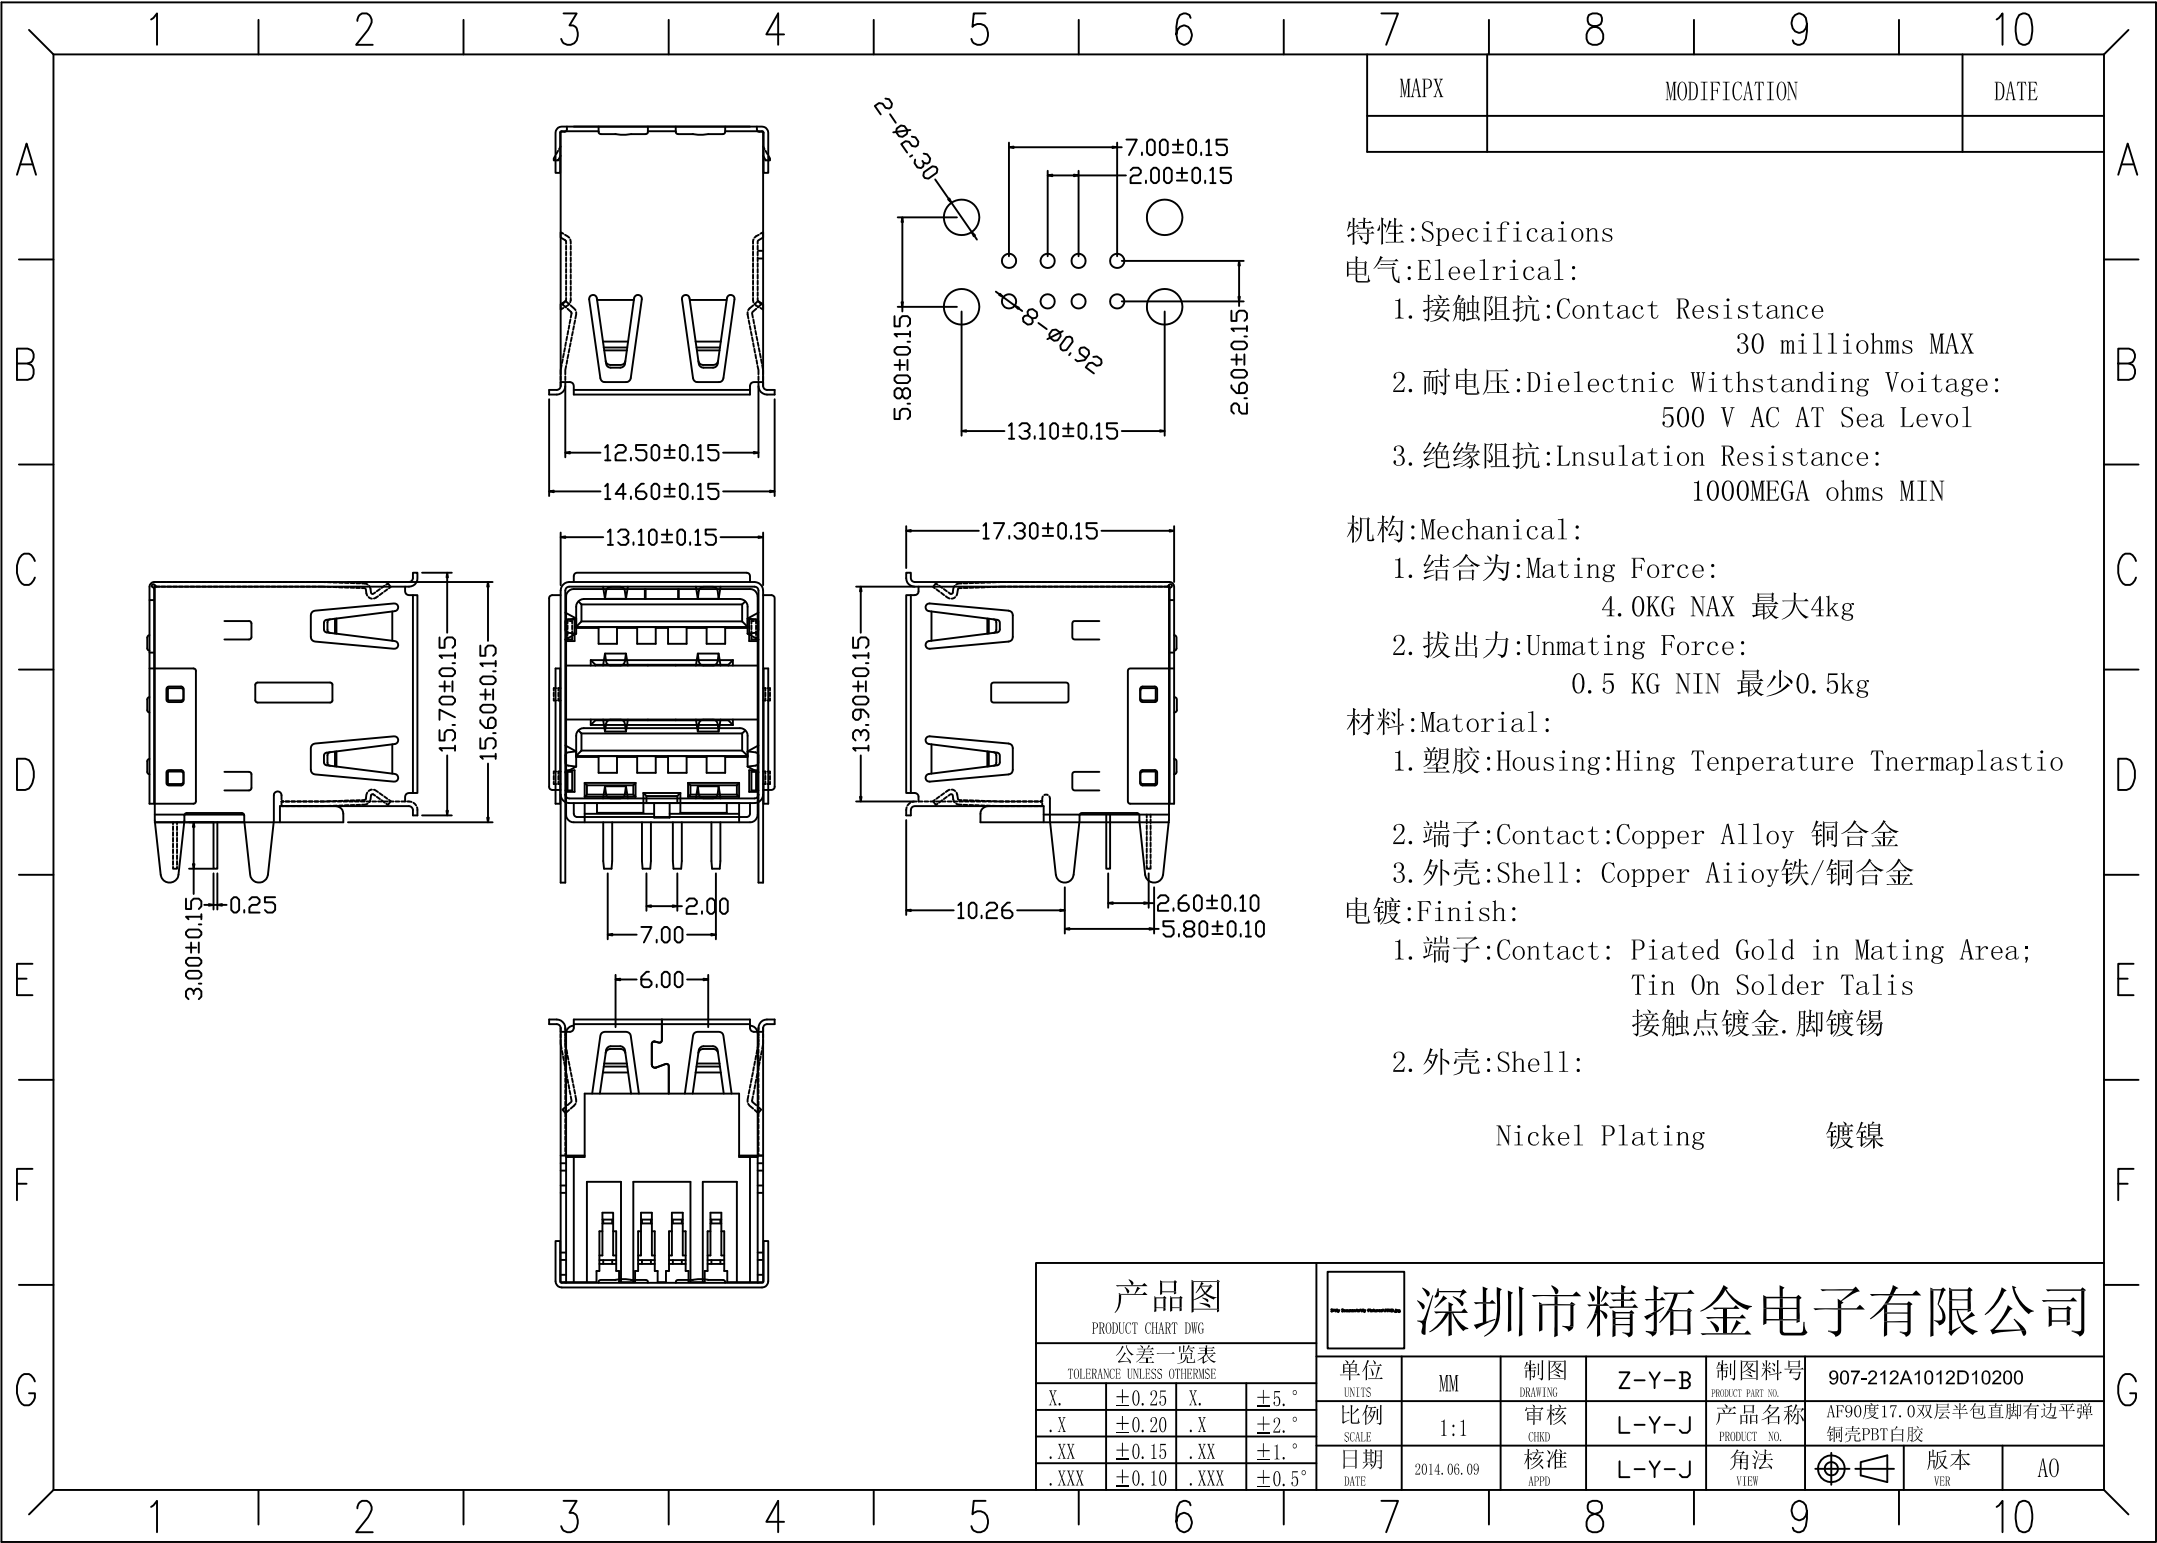 1 2 3 4 5 6 7 8 9 10
A
B
C
D
E
F
G
A
B
C
D
E
F
G
MAPX MODIFICATION DATE
2-ø2.30
7.00±0.15
2.00±0.15
5.80±0.15
8-ø0.92
2.60±0.15
13.10±0.15
12.50±0.15
14.60±0.15
13.10±0.15
17.30±0.15
15.70±0.15
15.60±0.15
13.90±0.15
3.00±0.15
0.25
2.00
7.00
10.26
2.60±0.10
5.80±0.10
6.00
特性:Specificaions
电气:Eleelrical:
1.接触阻抗:Contact Resistance
30 milliohms MAX
2.耐电压:Dielectnic Withstanding Voitage:
500 V AC AT Sea Levol
3.绝缘阻抗:Lnsulation Resistance:
1000MEGA ohms MIN
机构:Mechanical:
1.结合为:Mating Force:
4.0KG NAX 最大4kg
2.拔出力:Unmating Force:
0.5 KG NIN 最少0.5kg
材料:Matorial:
1.塑胶:Housing:Hing Tenperature Tnermaplastio
2.端子:Contact:Copper Alloy 铜合金
3.外壳:Shell: Copper Aiioy铁/铜合金
电镀:Finish:
1.端子:Contact: Piated Gold in Mating Area;
Tin On Solder Talis
接触点镀金.脚镀锡
2.外壳:Shell:
Nickel Plating 镀镍
产品图
PRODUCT CHART DWG
公差一览表
TOLERANCE UNLESS OTHERMSE
X. ±0.25 X. ±5.°
.X ±0.20 .X ±2.°
.XX ±0.15 .XX ±1.°
.XXX ±0.10 .XXX ±0.5°
深圳市精拓金电子有限公司
单位 UNITS MM 制图 DRAWING Z-Y-B 制图料号 PRODUCT PART NO. 907-212A1012D10200
比例 SCALE 1:1 审核 CHKD L-Y-J 产品名称 PRODUCT NO. AF90度17.0双层半包直脚有边平弹
铜壳PBT白胶
日期 DATE 2014.06.09 核准 APPD L-Y-J 角法 VIEW 版本 VER A0
1 2 3 4 5 6 7 8 9 10